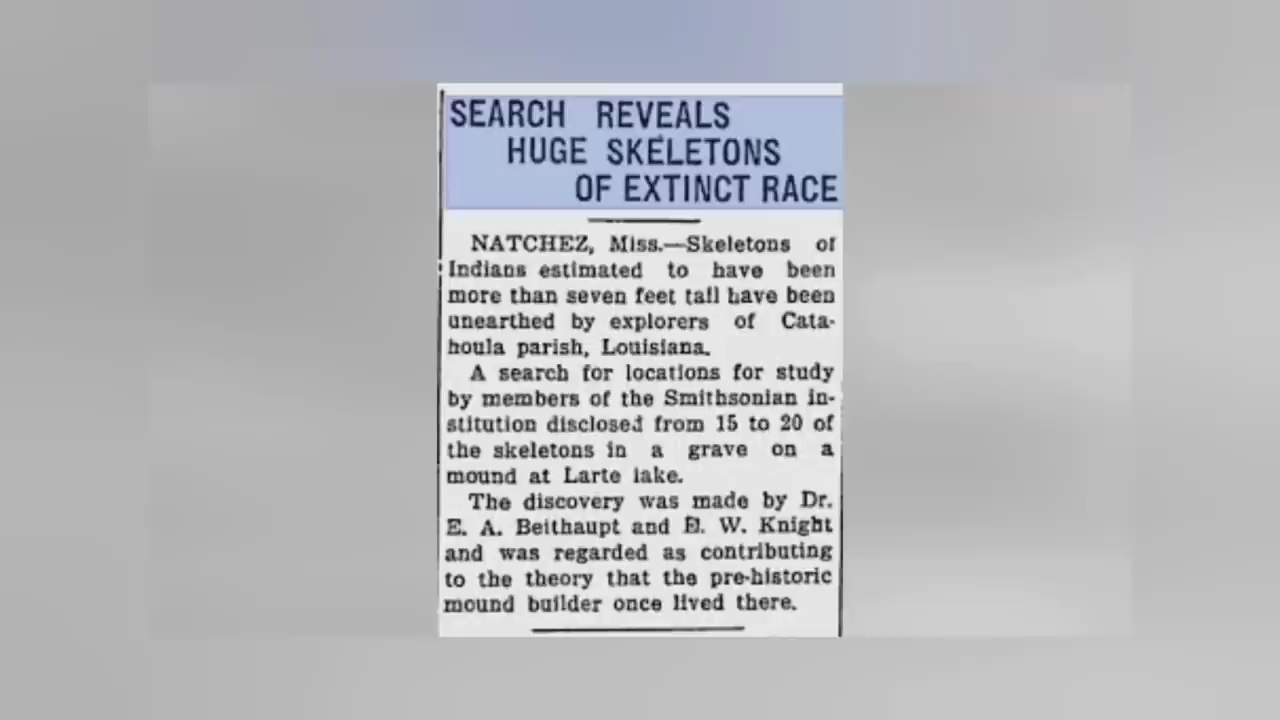 SEARCH REVEALS
HUGE SKELETONS
OF EXTINCT RACE
NATCHEZ, Miss.—Skeletons of
Indians estimated to have been
more than seven feet tall have been
unearthed by explorers of Cata-
houla parish, Louisiana.
A search for locations for study
by members of the Smithsonian in-
stitution disclosed from 15 to 20 of
the skeletons in a grave on a
mound at Larte lake.
The discovery was made by Dr.
E. A. Beithaupt and E. W. Knight
and was regarded as contributing
to the theory that the pre-historic
mound builder once lived there.